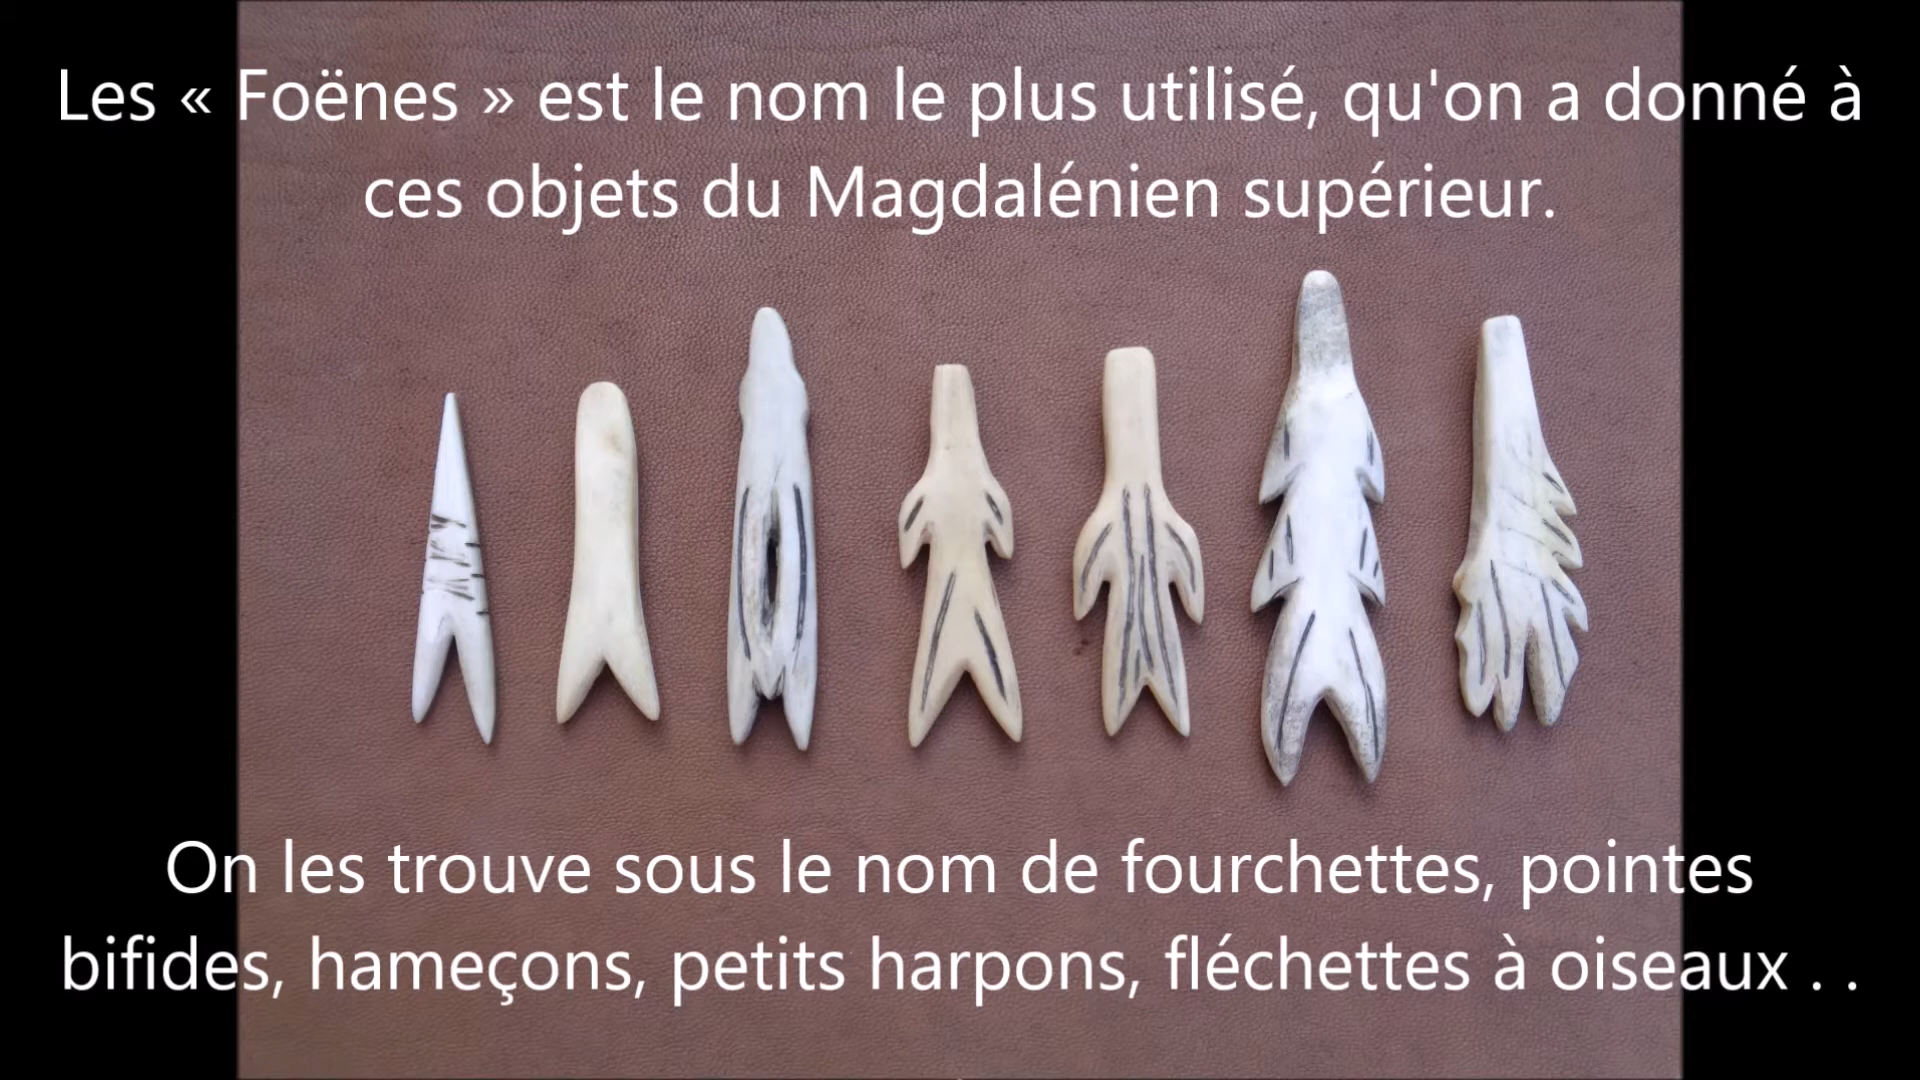 Les « Foënes » est le nom le plus utilisé, qu'on a donné à
ces objets du Magdalénien supérieur.
On les trouve sous le nom de fourchettes, pointes
bifides, hameçons, petits harpons, fléchettes à oiseaux . .